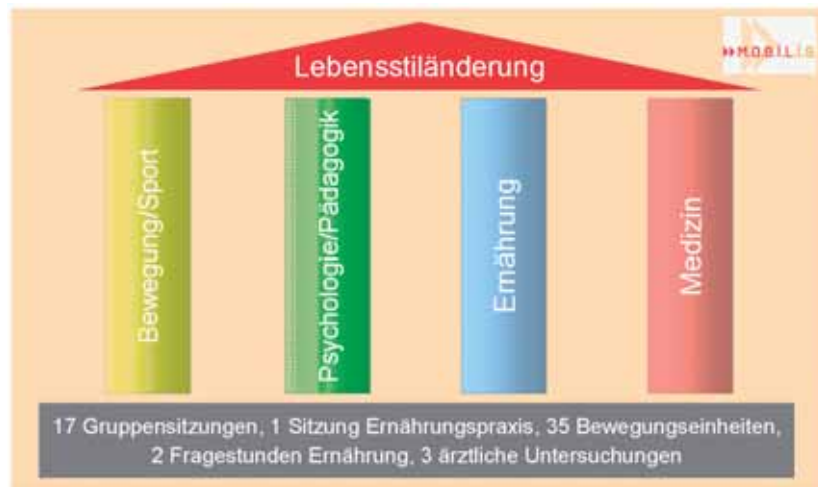 »M.O.B.I.L.I.S
Lebensstiländerung
Bewegung/Sport
Psychologie/Pädagogik
Ernährung
Medizin
17 Gruppensitzungen, 1 Sitzung Ernährungspraxis, 35 Bewegungseinheiten,
2 Fragestunden Ernährung, 3 ärztliche Untersuchungen